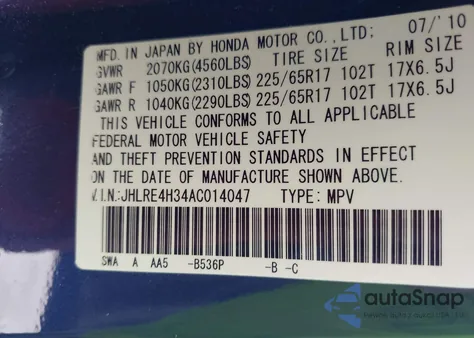 MFD. IN JAPAN BY HONDA MOTOR CO., LTD. 07/'10
GVWR 2070KG(4560LBS) TIRE SIZE RIM SIZE
GAWR F 1050KG(2310LBS) 225/65R17 102T 17X6.5J
GAWR R 1040KG(2290LBS) 225/65R17 102T 17X6.5J
THIS VEHICLE CONFORMS TO ALL APPLICABLE
FEDERAL MOTOR VEHICLE SAFETY
AND THEFT PREVENTION STANDARDS IN EFFECT
ON THE DATE OF MANUFACTURE SHOWN ABOVE.
V.I.N.:JHLRE4H34AC014047 TYPE: MPV
SWA A AA5 -B536P -B -C
autoSnap